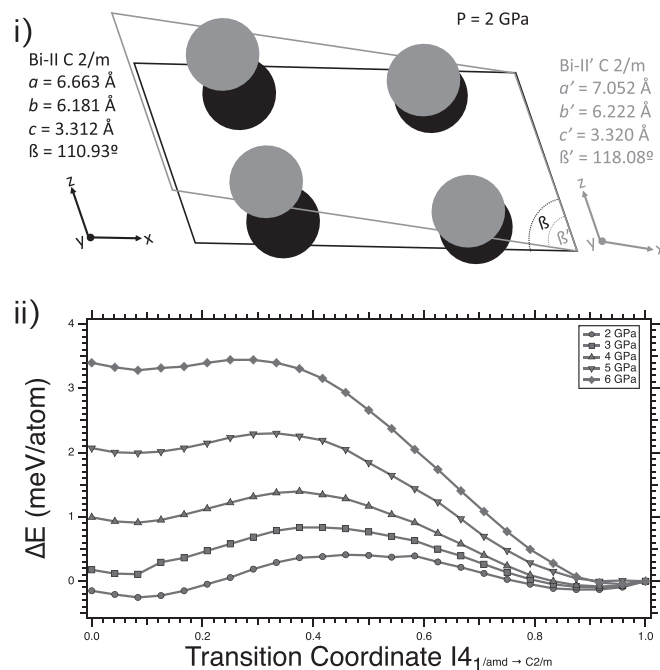 i)
P = 2 GPa
Bi-II C 2/m
a = 6.663 Å
b = 6.181 Å
c = 3.312 Å
ß = 110.93º
Bi-II' C 2/m
a' = 7.052 Å
b' = 6.222 Å
c' = 3.320 Å
ß' = 118.08º
z
y
x
ß
ß'
z
y
ii)
4
3
2
1
0
ΔE (meV/atom)
2 GPa
3 GPa
4 GPa
5 GPa
6 GPa
0.0 0.2 0.4 0.6 0.8 1.0
Transition Coordinate I4₁/amd → C2/m